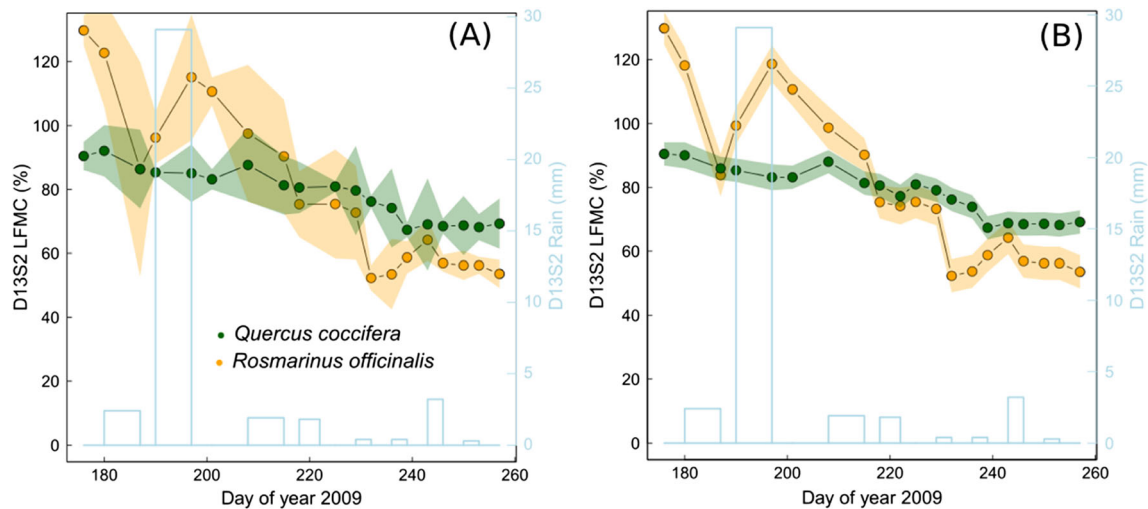 (A)
D13S2 LFMC (%)
120
100
80
60
40
20
0
30
25
20
15
10
5
0
D13S2 Rain (mm)
Quercus coccifera
Rosmarinus officinalis
180 200 220 240 260
Day of year 2009
(B)
D13S2 LFMC (%)
120
100
80
60
40
20
0
30
25
20
15
10
5
0
D13S2 Rain (mm)
180 200 220 240 260
Day of year 2009